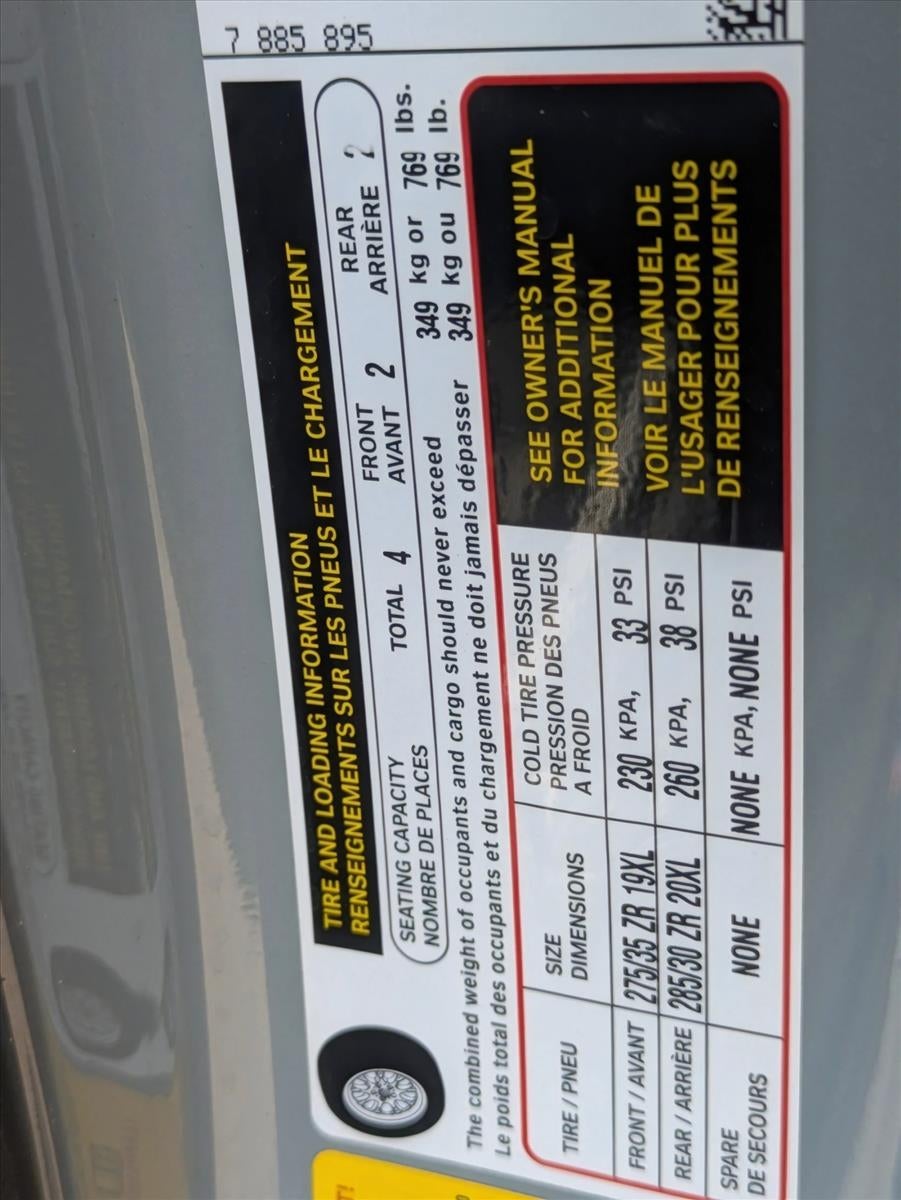 7 885 895
TIRE AND LOADING INFORMATION
RENSEIGNEMENTS SUR LES PNEUS ET LE CHARGEMENT
SEATING CAPACITY TOTAL 4 FRONT 2 REAR 2
NOMBRE DE PLACES AVANT ARRIÈRE
The combined weight of occupants and cargo should never exceed 349 kg or 769 lbs.
Le poids total des occupants et du chargement ne doit jamais dépasser 349 kg ou 769 lb.
TIRE / PNEU
SIZE
DIMENSIONS
COLD TIRE PRESSURE
PRESSION DES PNEUS
A FROID
FRONT / AVANT 275/35 ZR 19XL 230 KPA, 33 PSI
REAR / ARRIÈRE 285/30 ZR 20XL 260 KPA, 38 PSI
SPARE
DE SECOURS NONE NONE KPA, NONE PSI
SEE OWNER'S MANUAL
FOR ADDITIONAL
INFORMATION
VOIR LE MANUEL DE
L'USAGER POUR PLUS
DE RENSEIGNEMENTS